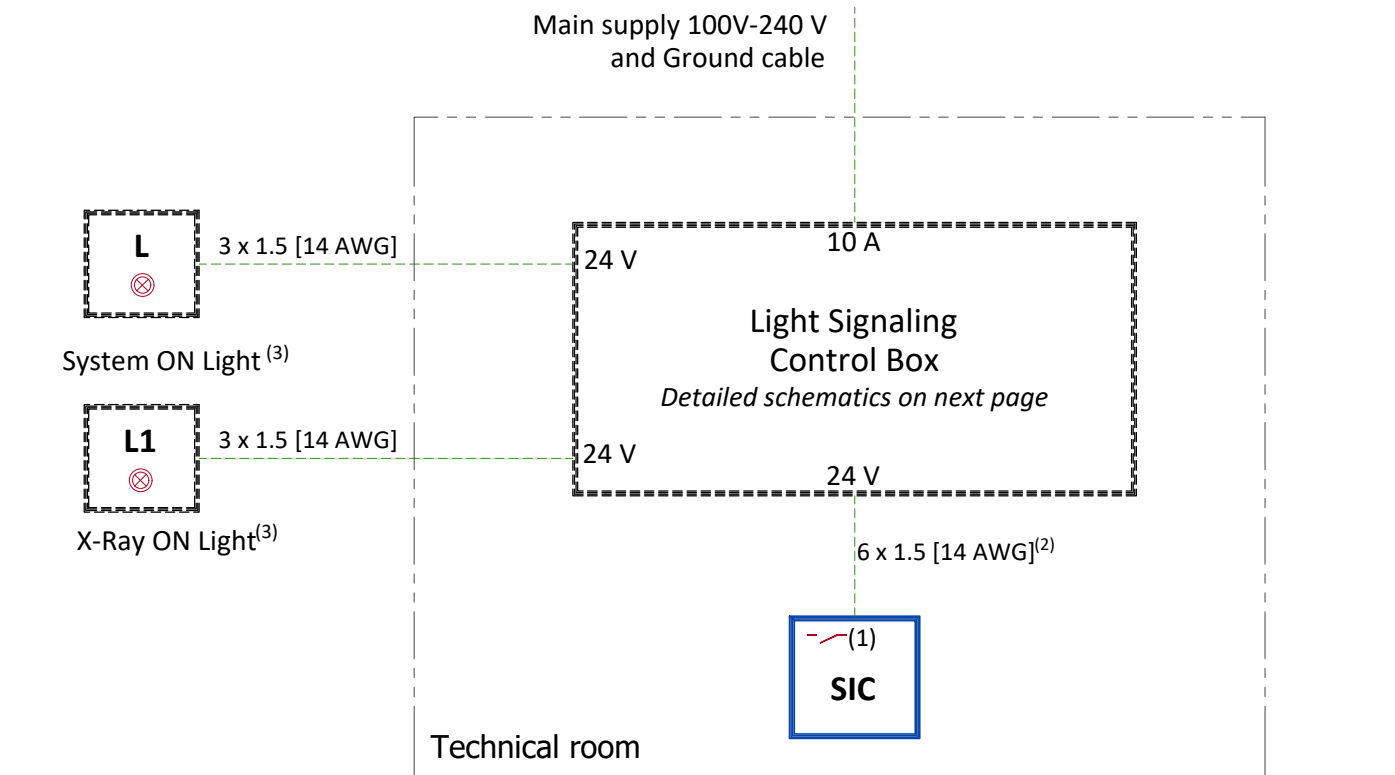 Main supply 100V-240 V
and Ground cable
L
3 x 1.5 [14 AWG]
24 V
10 A
System ON Light (3)
Light Signaling
Control Box
Detailed schematics on next page
L1
3 x 1.5 [14 AWG]
24 V
X-Ray ON Light(3)
24 V
6 x 1.5 [14 AWG](2)
(1)
SIC
Technical room